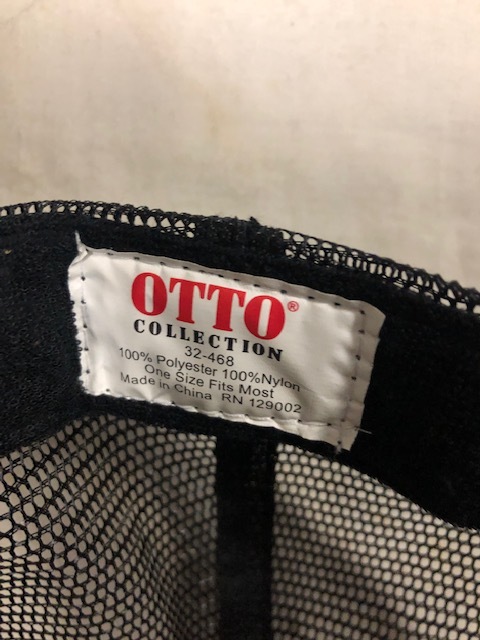 OTTO®
COLLECTION
32-468
100% Polyester 100%Nylon
One Size Fits Most
Made in China RN 129002